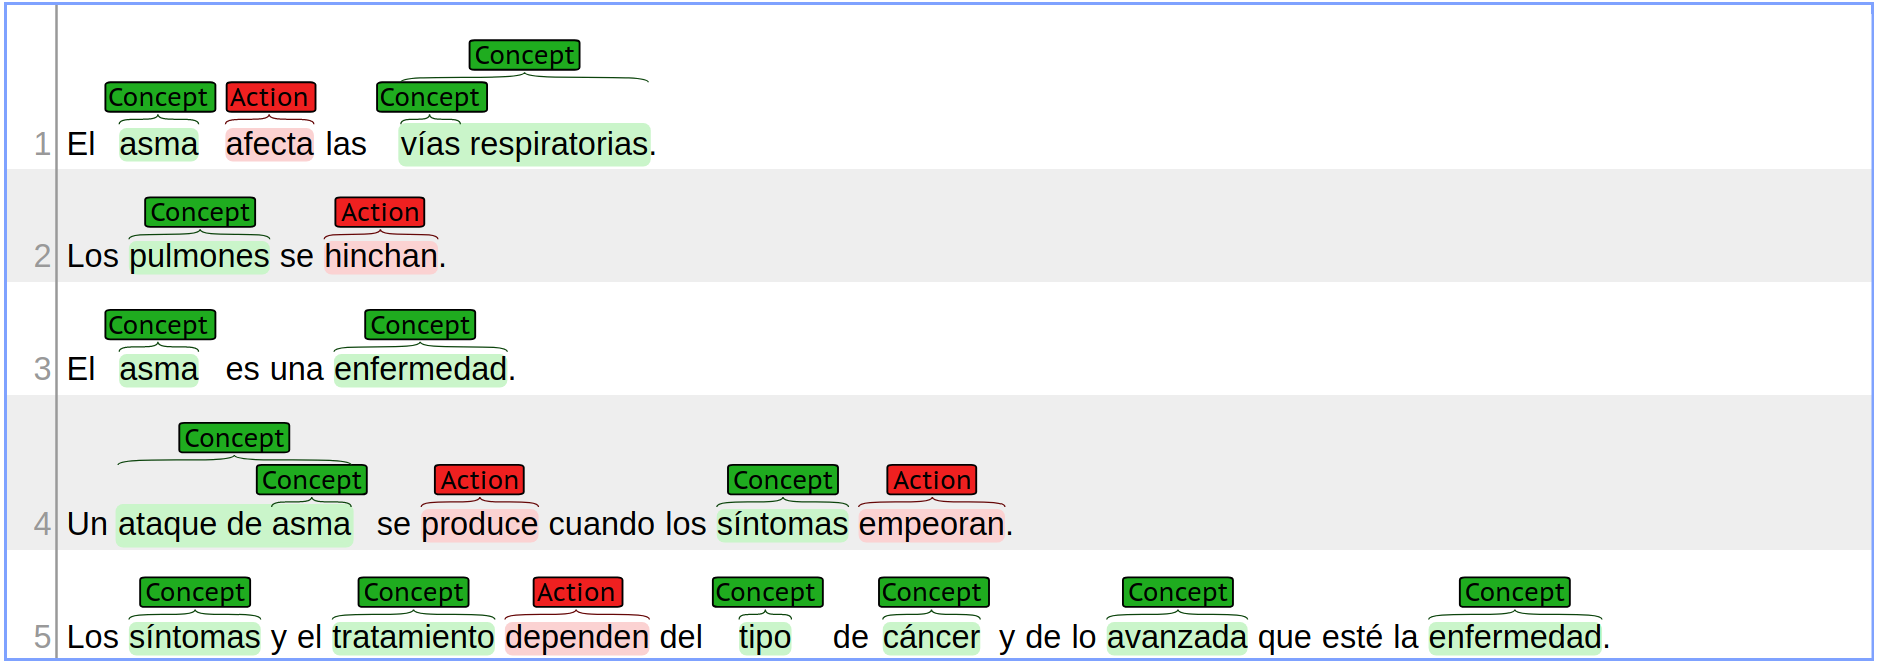 Concept
Concept Action Concept
1 El asma afecta las vías respiratorias.
Concept Action
2 Los pulmones se hinchan.
Concept Concept
3 El asma es una enfermedad.
Concept
Concept Action Concept Action
4 Un ataque de asma se produce cuando los síntomas empeoran.
Concept Concept Action Concept Concept Concept Concept
5 Los síntomas y el tratamiento dependen del tipo de cáncer y de lo avanzada que esté la enfermedad.